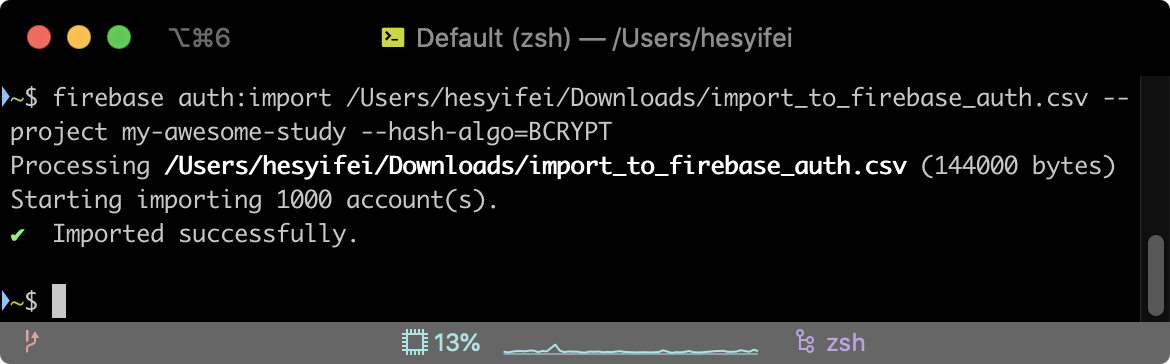 ⌥⌘6 Default (zsh) — /Users/hesyifei
~$ firebase auth:import /Users/hesyifei/Downloads/import_to_firebase_auth.csv --
project my-awesome-study --hash-algo=BCRYPT
Processing /Users/hesyifei/Downloads/import_to_firebase_auth.csv (144000 bytes)
Starting importing 1000 account(s).
✔ Imported successfully.
~$
13% zsh